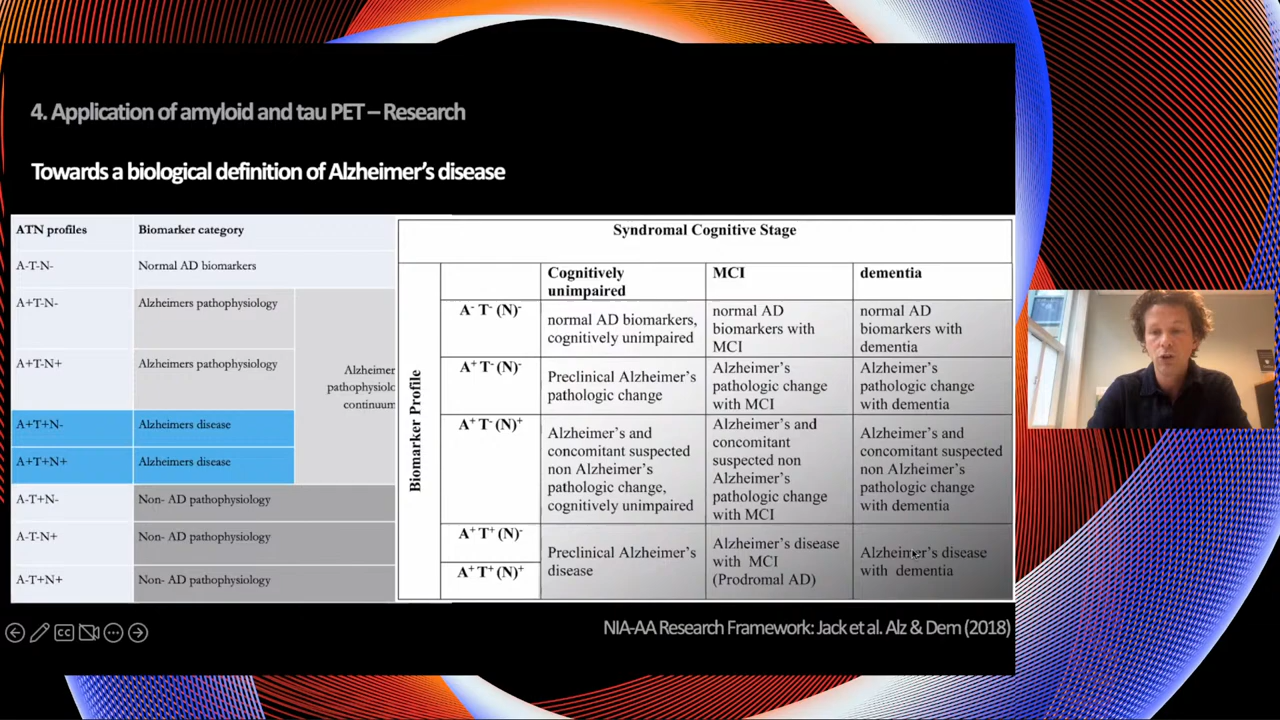 4. Application of amyloid and tau PET – Research
Towards a biological definition of Alzheimer's disease
ATN profiles
Biomarker category
A-T-N-
Normal AD biomarkers
A+T-N-
Alzheimers pathophysiology
A+T-N+
Alzheimers pathophysiology
A+T+N-
Alzheimers disease
A+T+N+
Alzheimers disease
Alzheimer
pathophysiolo
continuum
A-T+N-
Non- AD pathophysiology
A-T-N+
Non- AD pathophysiology
A-T+N+
Non- AD pathophysiology
Syndromal Cognitive Stage
Biomarker Profile
Cognitively
unimpaired
MCI
dementia
A⁻ T⁻ (N)⁻
normal AD biomarkers,
cognitively unimpaired
normal AD
biomarkers with
MCI
normal AD
biomarkers with
dementia
A⁺ T⁻ (N)⁻
Preclinical Alzheimer's
pathologic change
Alzheimer's
pathologic change
with MCI
Alzheimer's
pathologic change
with dementia
A⁺ T⁻ (N)⁺
Alzheimer's and
concomitant suspected
non Alzheimer's
pathologic change,
cognitively unimpaired
Alzheimer's and
concomitant
suspected non
Alzheimer's
pathologic change
with MCI
Alzheimer's and
concomitant suspected
non Alzheimer's
pathologic change
with dementia
A⁺ T⁺ (N)⁻
A⁺ T⁺ (N)⁺
Preclinical Alzheimer's
disease
Alzheimer's disease
with MCI
(Prodromal AD)
Alzheimer's disease
with dementia
NIA-AA Research Framework: Jack et al. Alz & Dem (2018)
CC